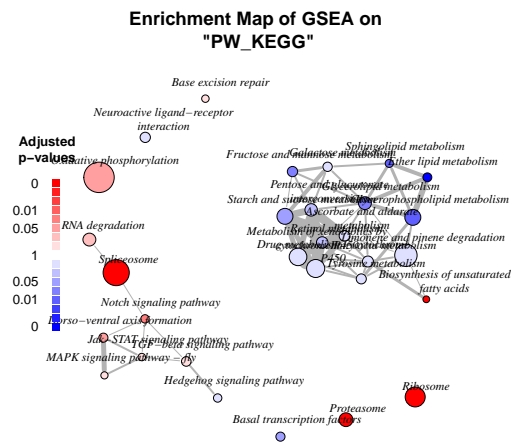 Enrichment Map of GSEA on
"PW_KEGG"
Base excision repair
Neuroactive ligand−receptor
interaction
Adjusted
p−values
0
0.01
0.05
1
0.05
0.01
0
Oxidative phosphorylation
RNA degradation
Spliceosome
Sphingolipid metabolism
Fructose and mannose metabolism
Galactose metabolism
Ether lipid metabolism
Pentose and glucuronate
interconversions
Glycerolipid metabolism
Starch and sucrose metabolism
Glycerophospholipid metabolism
Ascorbate and aldarate
metabolism
Retinol metabolism
Metabolism of xenobiotics
Limonene and pinene degradation
Drug metabolism
P450
Tyrosine metabolism
Biosynthesis of unsaturated
fatty acids
Notch signaling pathway
Dorso−ventral axis formation
Jak−STAT signaling pathway
TGF−beta signaling pathway
MAPK signaling pathway − fly
Hedgehog signaling pathway
Ribosome
Proteasome
Basal transcription factors